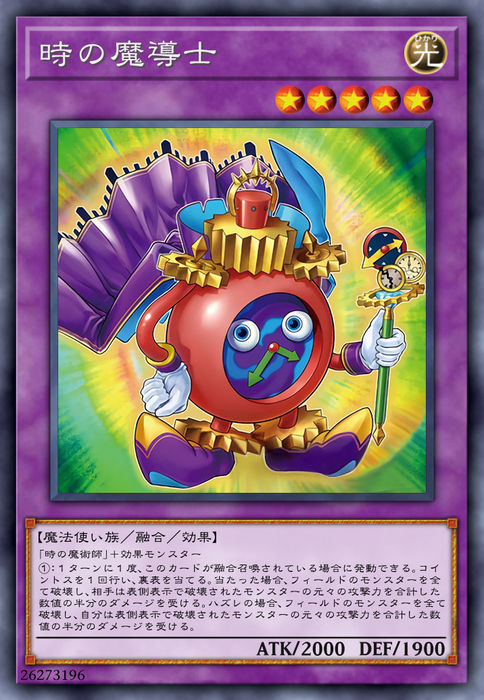 時の魔導士
ひかり
光
【魔法使い族／融合／効果】
「時の魔術師」＋効果モンスター
①：１ターンに１度、このカードが融合召喚されている場合に発動できる。コイ
ントスを１回行い、裏表を当てる。当たった場合、フィールドのモンスターを全
て破壊し、相手は表側表示で破壊されたモンスターの元々の攻撃力を合計した
数値の半分のダメージを受ける。ハズレの場合、フィールドのモンスターを全て
破壊し、自分は表側表示で破壊されたモンスターの元々の攻撃力を合計した数
値の半分のダメージを受ける。
ATK/2000 DEF/1900
26273196